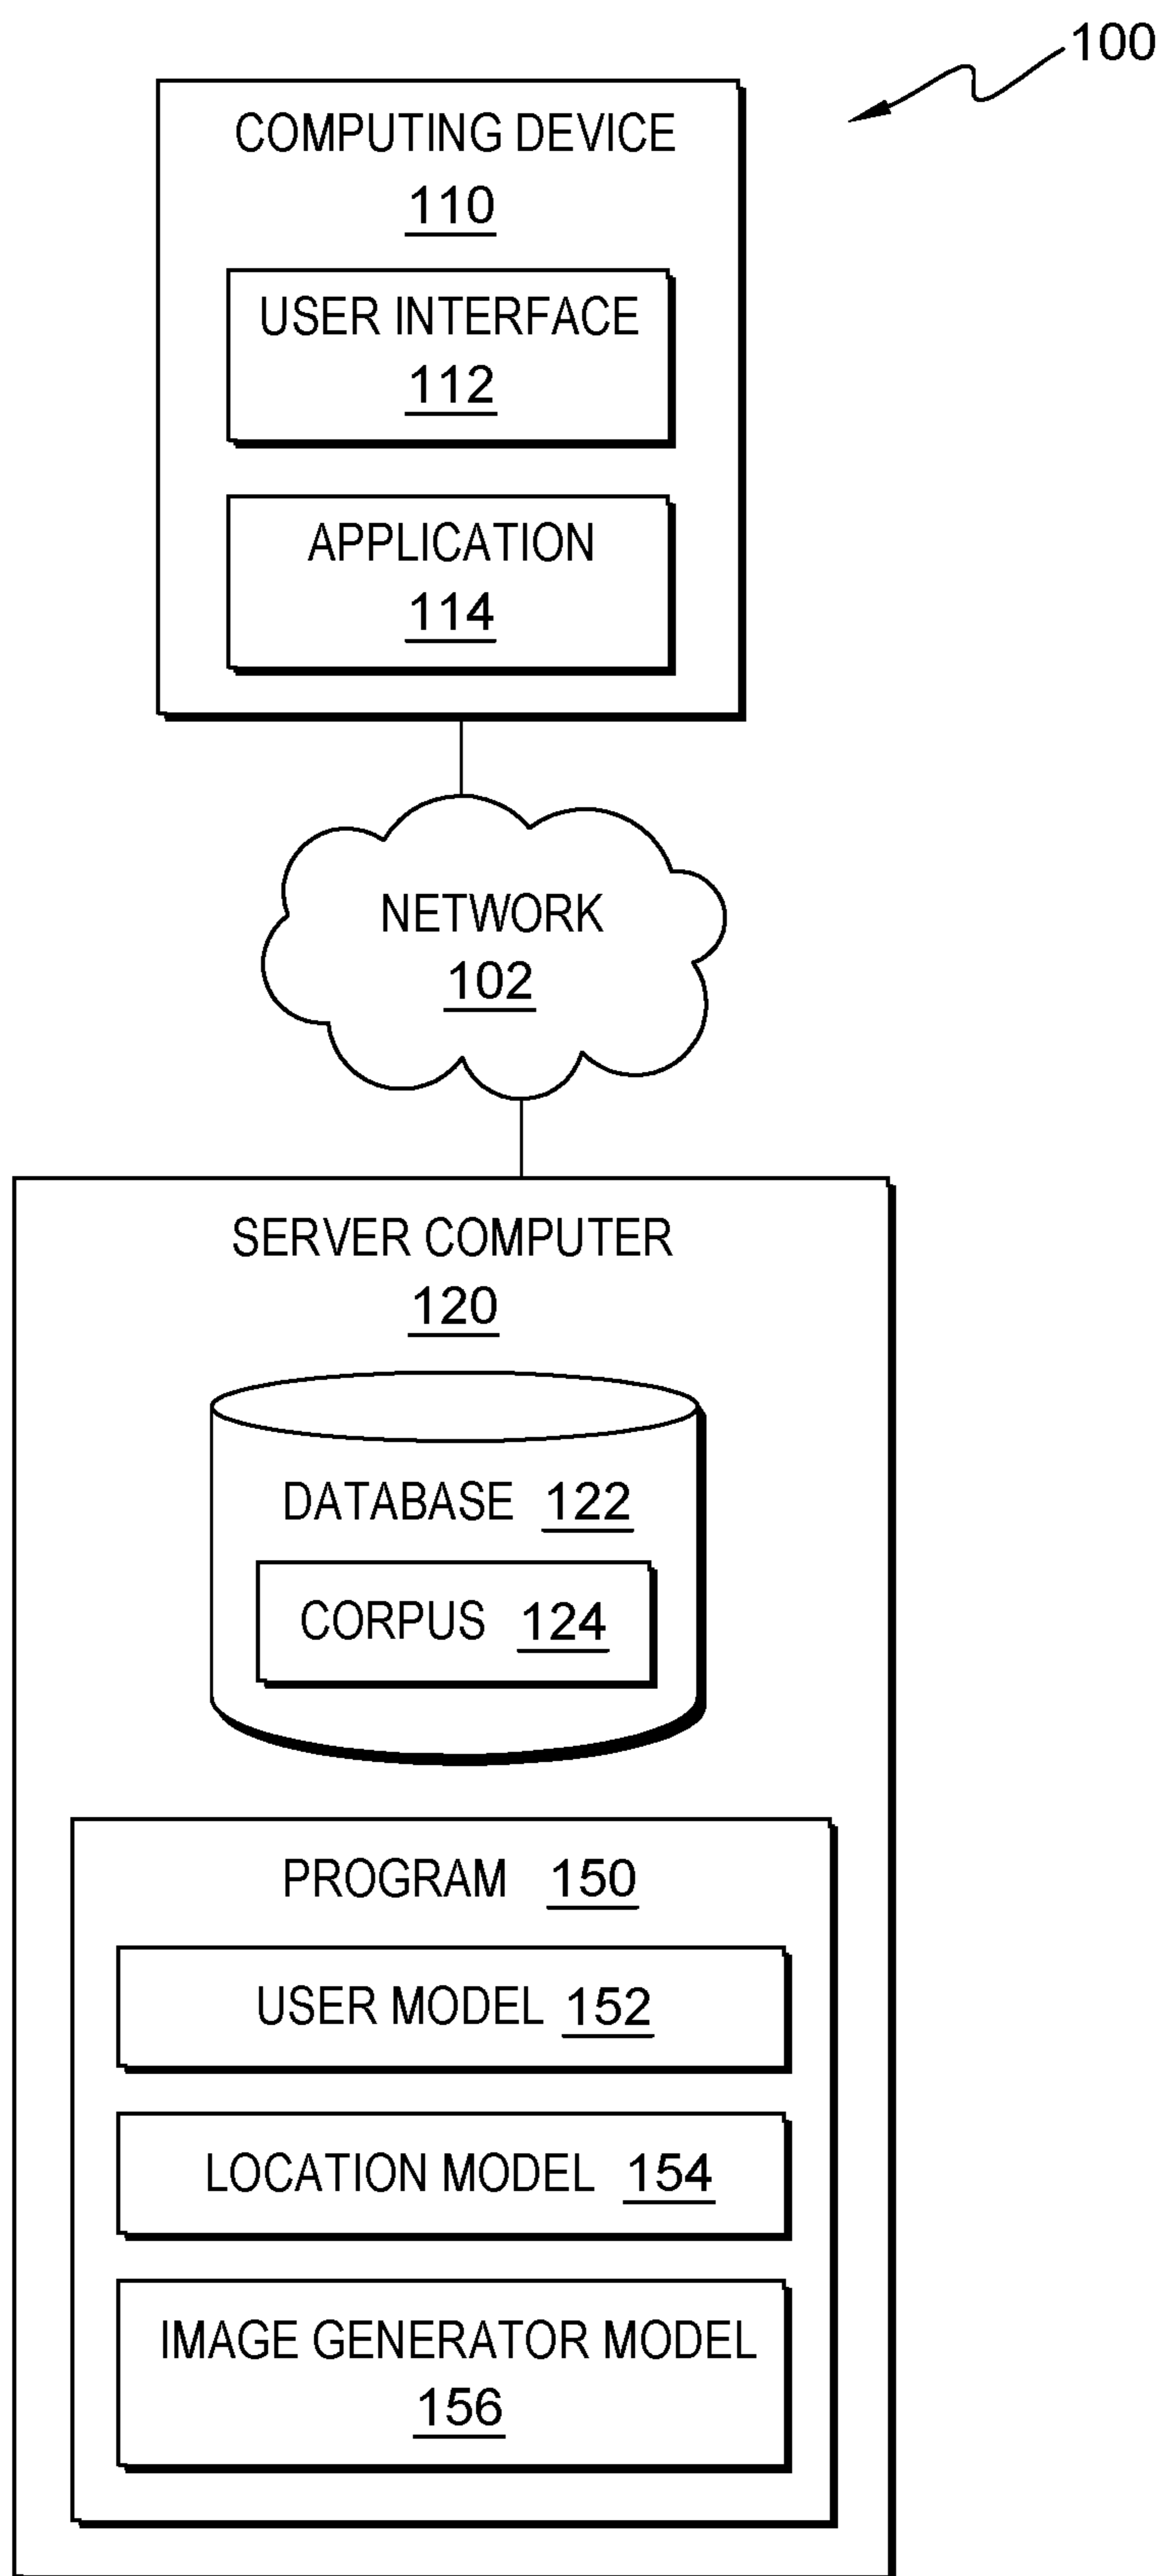 100
COMPUTING DEVICE
110
USER INTERFACE
112
APPLICATION
114
NETWORK
102
SERVER COMPUTER
120
DATABASE 122
CORPUS 124
PROGRAM 150
USER MODEL 152
LOCATION MODEL 154
IMAGE GENERATOR MODEL
156